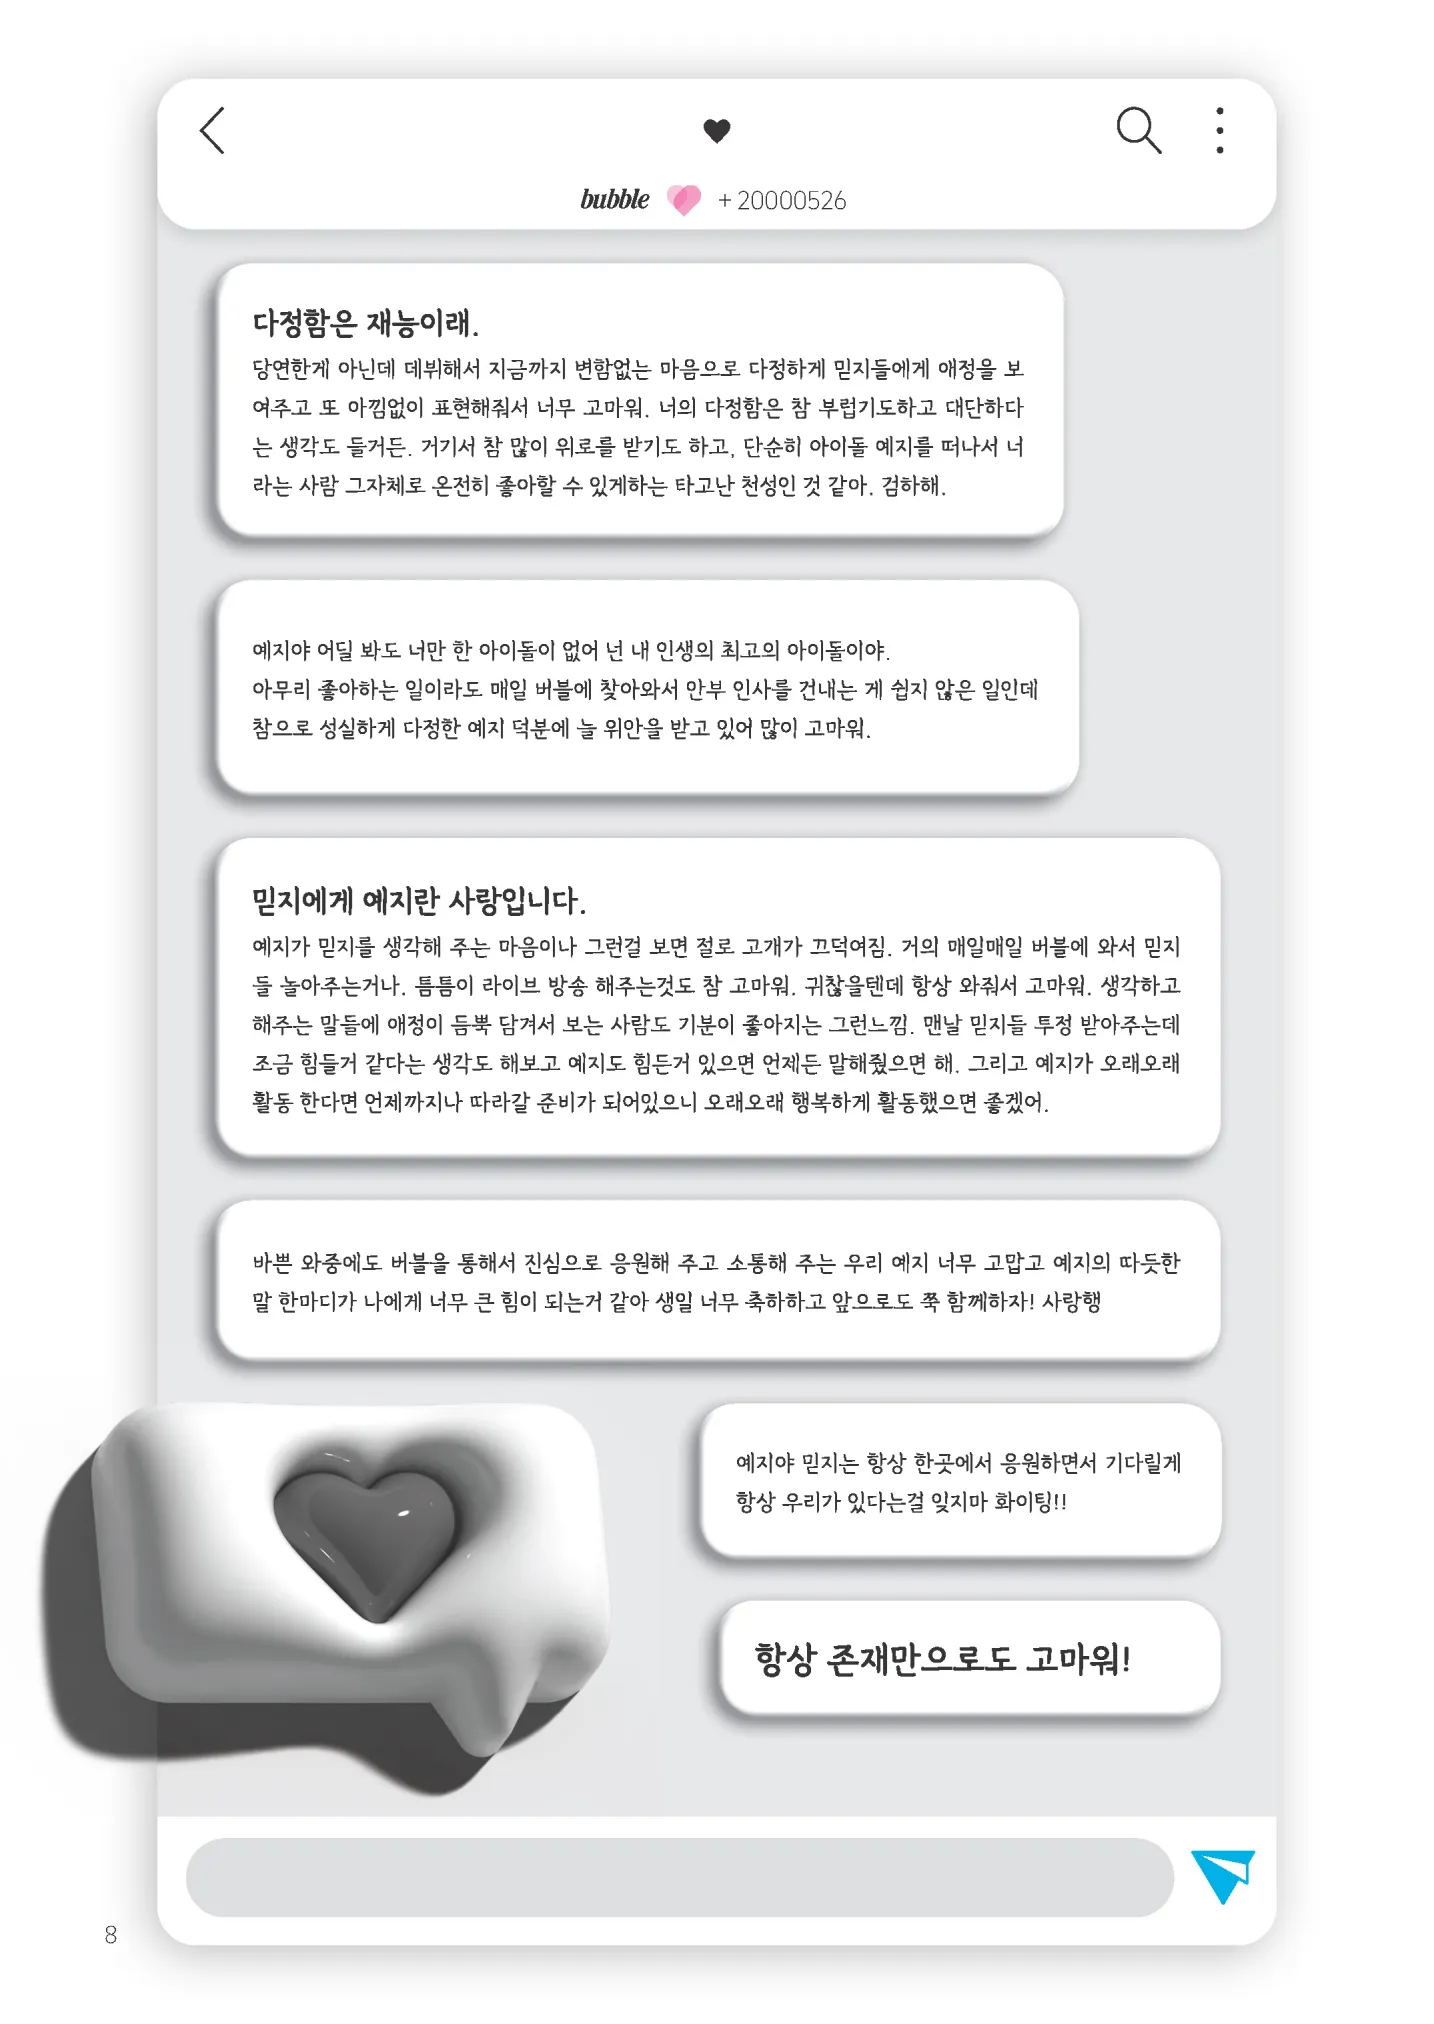 bubble + 20000526
다정함은 재능이래.
당연한게 아닌데 데뷔해서 지금까지 변함없는 마음으로 다정하게 믿지들에게 애정을 보
여주고 또 아낌없이 표현해줘서 너무 고마워. 너의 다정함은 참 부럽기도하고 대단하다
는 생각도 들거든. 거기서 참 많이 위로를 받기도 하고, 단순히 아이돌 예지를 떠나서 너
라는 사람 그자체로 온전히 좋아할 수 있게하는 타고난 천성인 것 같아. 검하해.
예지야 어딜 봐도 너만 한 아이돌이 없어 넌 내 인생의 최고의 아이돌이야.
아무리 좋아하는 일이라도 매일 버블에 찾아와서 안부 인사를 건내는 게 쉽지 않은 일인데
참으로 성실하게 다정한 예지 덕분에 늘 위안을 받고 있어 많이 고마워.
믿지에게 예지란 사랑입니다.
예지가 믿지를 생각해 주는 마음이나 그런걸 보면 절로 고개가 끄덕여짐. 거의 매일매일 버블에 와서 믿지
들 놀아주는거나. 틈틈이 라이브 방송 해주는것도 참 고마워. 귀찮을텐데 항상 와줘서 고마워. 생각하고
해주는 말들에 애정이 듬뿍 담겨서 보는 사람도 기분이 좋아지는 그런느낌. 맨날 믿지들 투정 받아주는데
조금 힘들거 같다는 생각도 해보고 예지도 힘든거 있으면 언제든 말해줬으면 해. 그리고 예지가 오래오래
활동 한다면 언제까지나 따라갈 준비가 되어있으니 오래오래 행복하게 활동했으면 좋겠어.
바쁜 와중에도 버블을 통해서 진심으로 응원해 주고 소통해 주는 우리 예지 너무 고맙고 예지의 따듯한
말 한마디가 나에게 너무 큰 힘이 되는거 같아 생일 너무 축하하고 앞으로도 쭉 함께하자! 사랑행
예지야 믿지는 항상 한곳에서 응원하면서 기다릴게
항상 우리가 있다는걸 잊지마 화이팅!!
항상 존재만으로도 고마워!
8